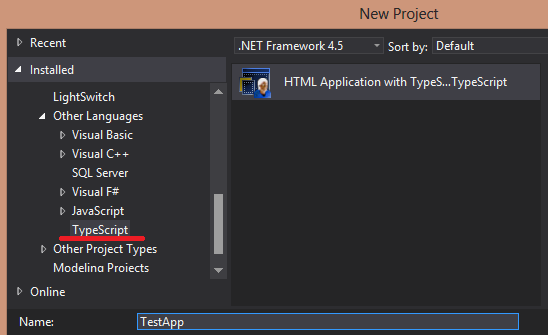 New Project
Recent
.NET Framework 4.5 Sort by: Default
Installed
HTML Application with TypeS...TypeScript
LightSwitch
Other Languages
Visual Basic
Visual C++
SQL Server
Visual F#
JavaScript
TypeScript
Other Project Types
Modeling Projects
Online
Name: TestApp